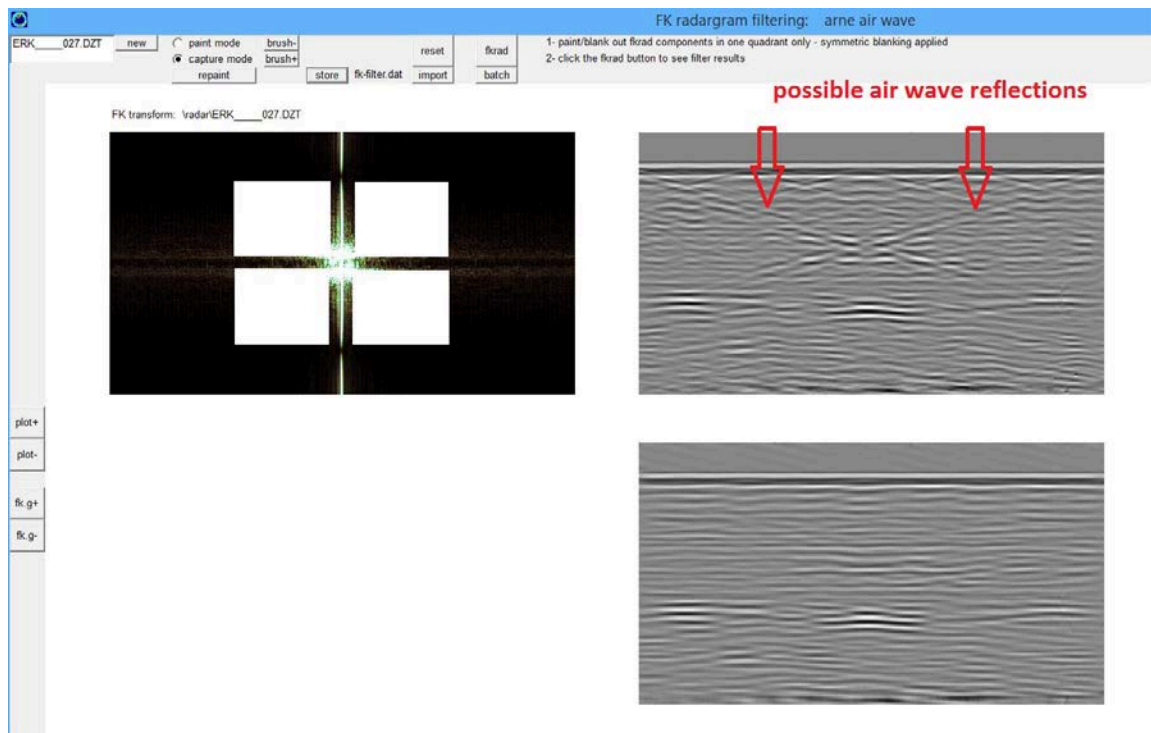 FK radargram filtering: arne air wave
ERK_____027.DZT new paint mode brush- reset fkrad 1- paint/blank out fkrad components in one quadrant only - symmetric blanking applied
capture mode brush+ 2- click the fkrad button to see filter results
repaint store fk-filter.dat import batch
possible air wave reflections
FK transform: \radar\ERK_____027.DZT
plot+
plot-
fk.g+
fk.g-